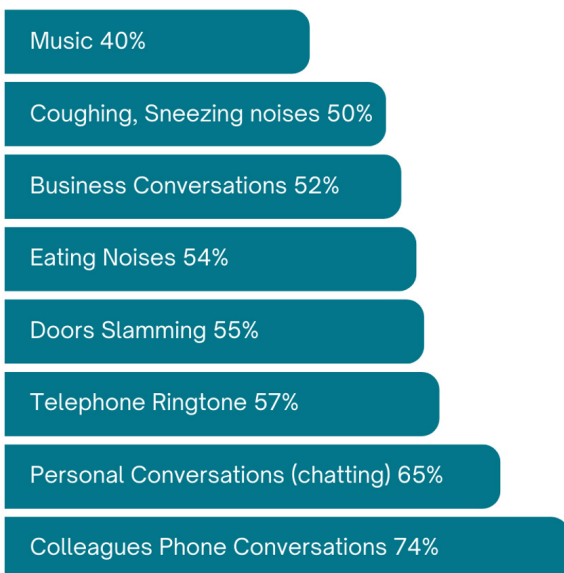 Music 40%
Coughing, Sneezing noises 50%
Business Conversations 52%
Eating Noises 54%
Doors Slamming 55%
Telephone Ringtone 57%
Personal Conversations (chatting) 65%
Colleagues Phone Conversations 74%